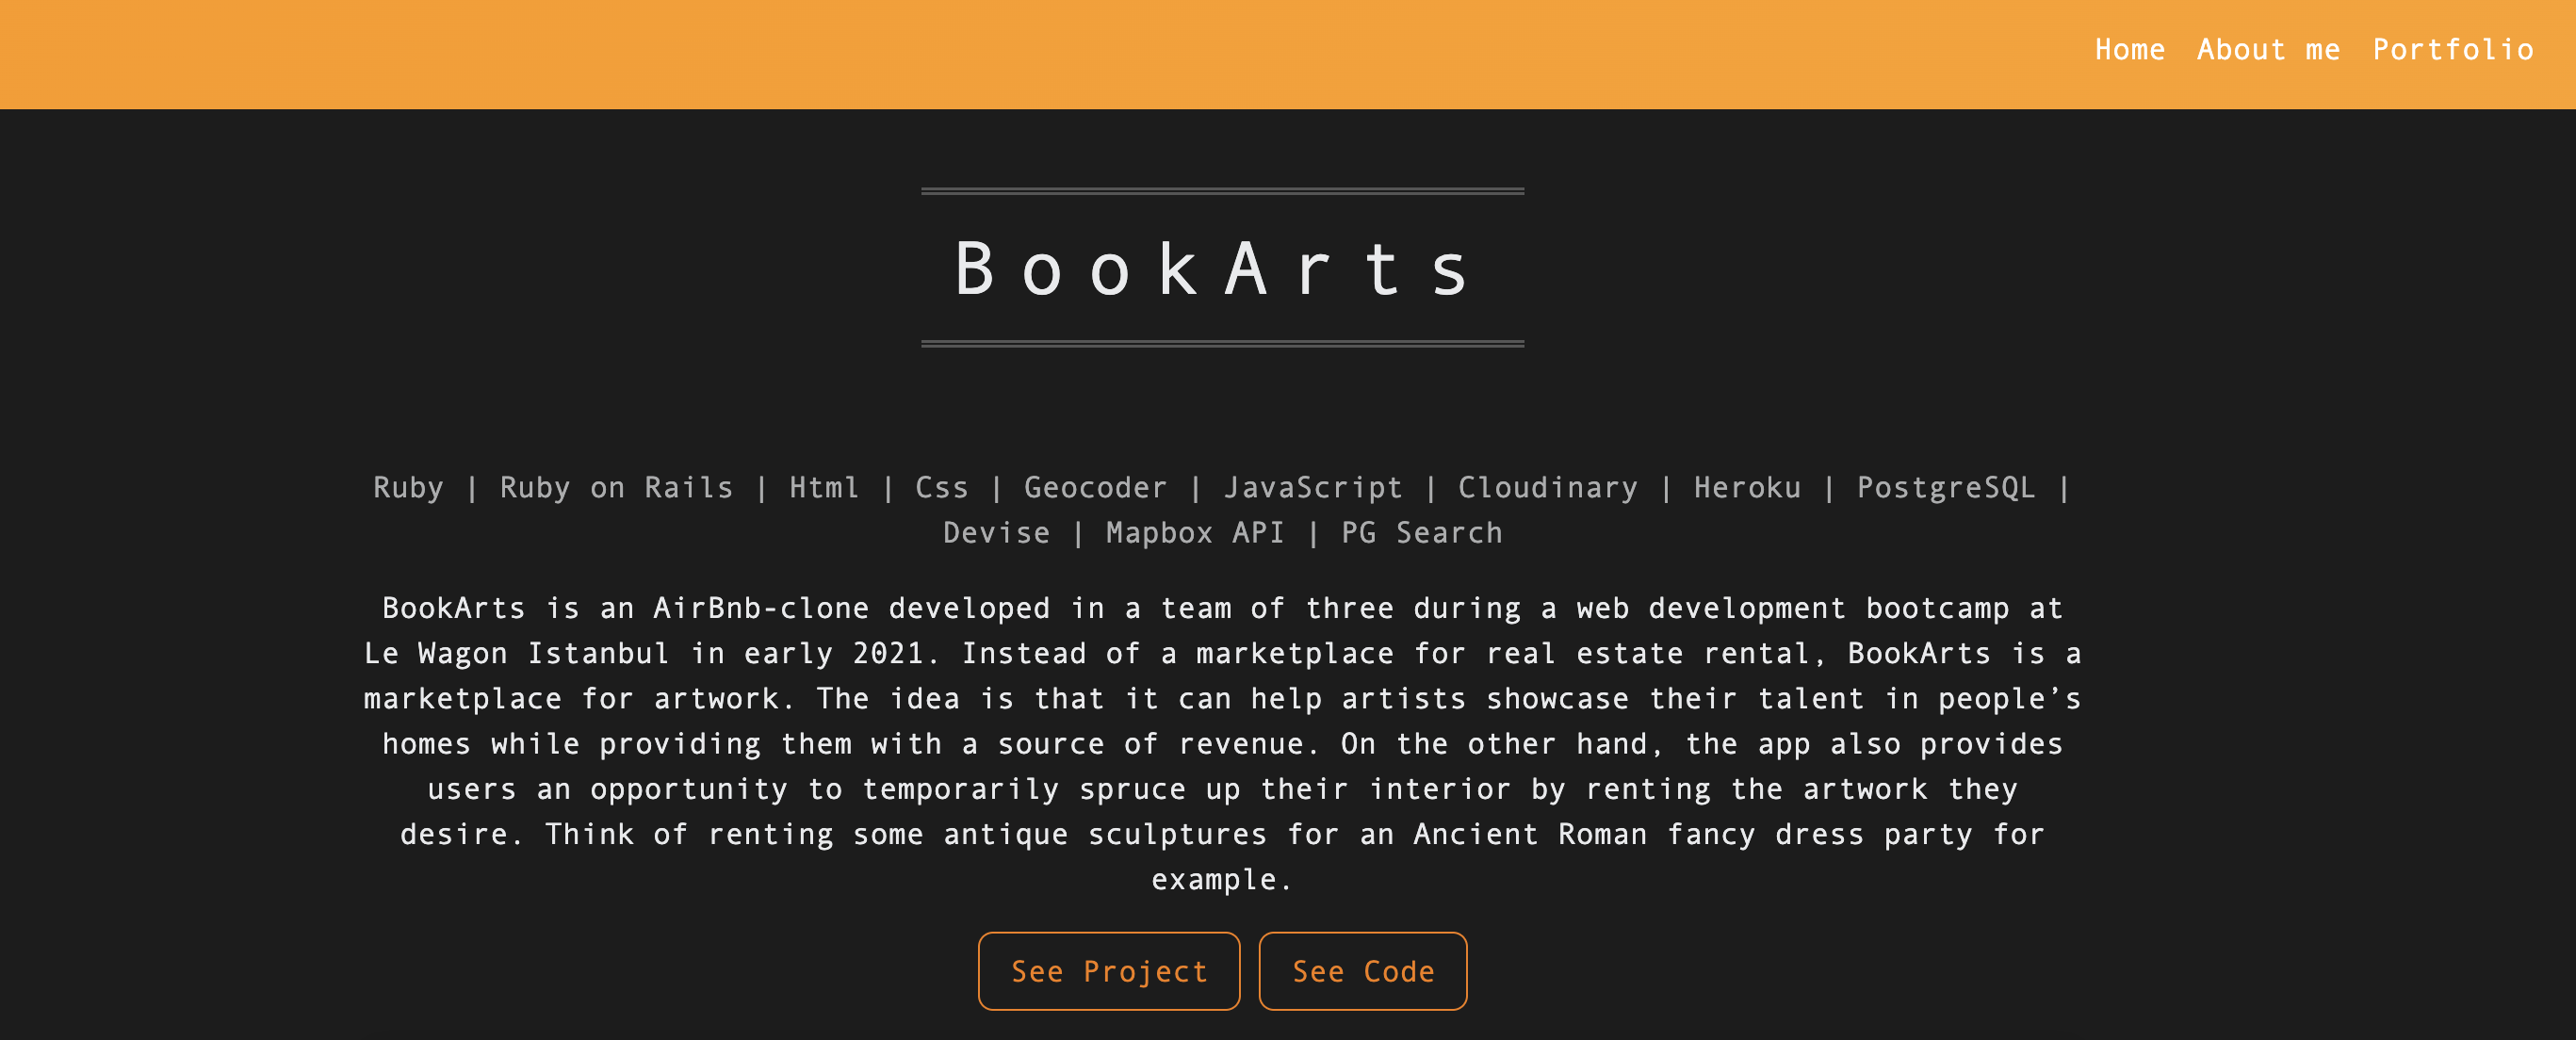 Home About me Portfolio
BookArts
Ruby | Ruby on Rails | Html | Css | Geocoder | JavaScript | Cloudinary | Heroku | PostgreSQL |
Devise | Mapbox API | PG Search
BookArts is an AirBnb-clone developed in a team of three during a web development bootcamp at
Le Wagon Istanbul in early 2021. Instead of a marketplace for real estate rental, BookArts is a
marketplace for artwork. The idea is that it can help artists showcase their talent in people’s
homes while providing them with a source of revenue. On the other hand, the app also provides
users an opportunity to temporarily spruce up their interior by renting the artwork they
desire. Think of renting some antique sculptures for an Ancient Roman fancy dress party for
example.
See Project See Code